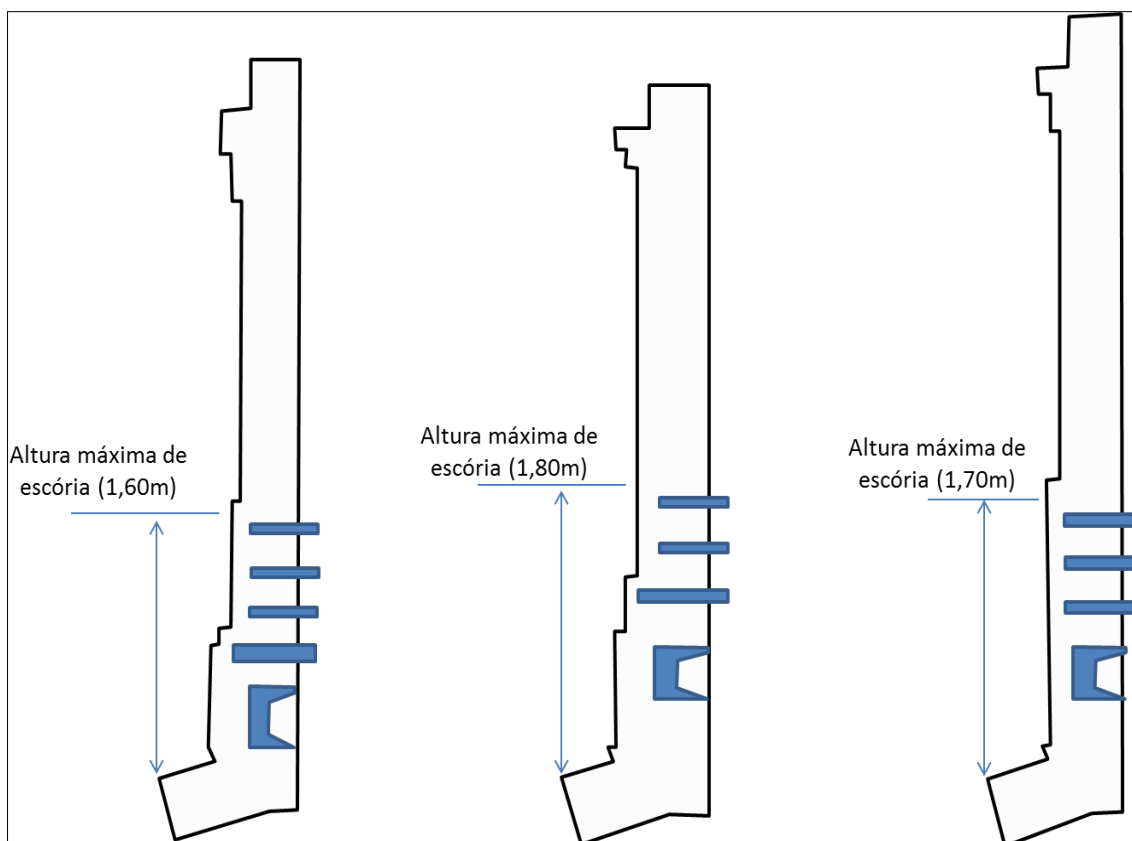 Altura máxima de
escória (1,60m)
Altura máxima de
escória (1,80m)
Altura máxima de
escória (1,70m)